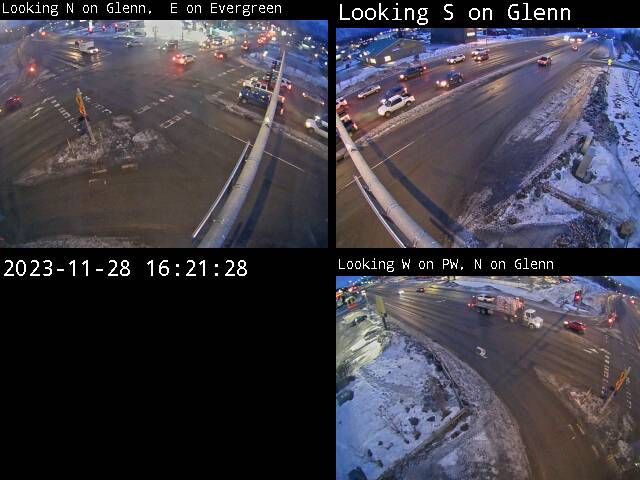 Looking N on Glenn, E on Evergreen
Looking S on Glenn
2023-11-28 16:21:28
Looking W on PW, N on Glenn